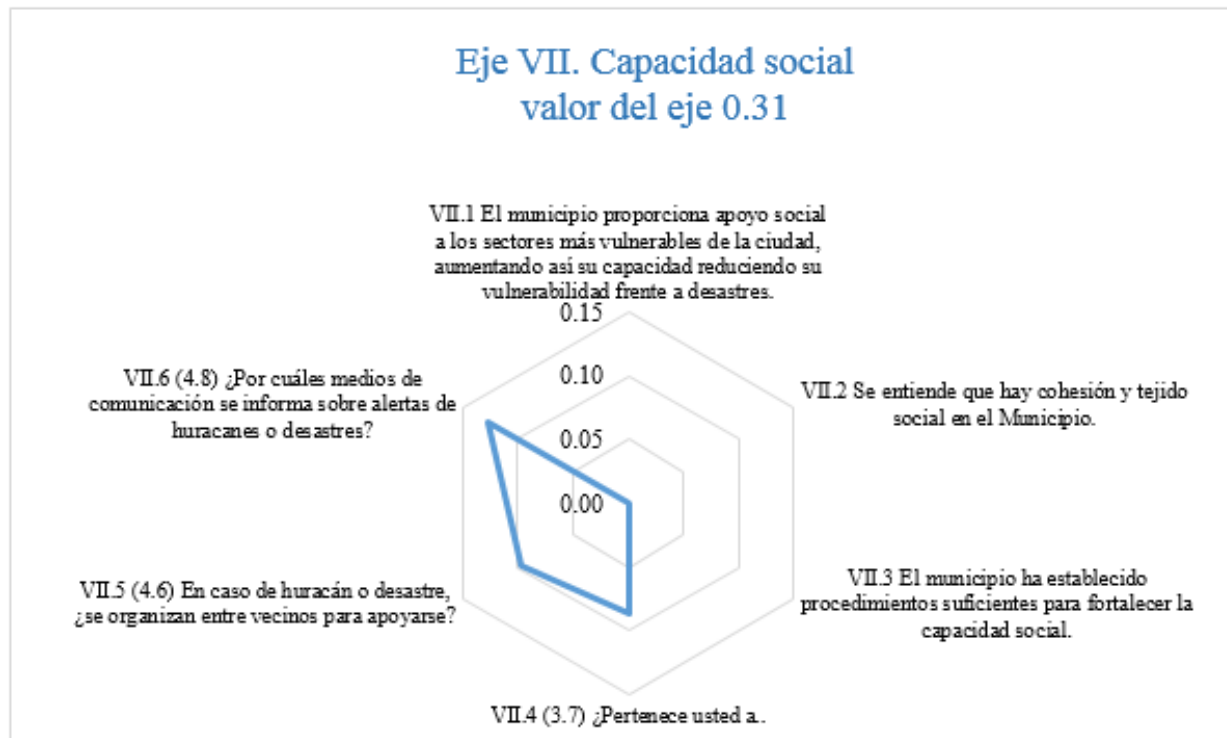 Eje VII. Capacidad social
valor del eje 0.31
VII.1 El municipio proporciona apoyo social
a los sectores más vulnerables de la ciudad,
aumentando así su capacidad reduciendo su
vulnerabilidad frente a desastres.
0.15
0.10
0.05
0.00
VII.2 Se entiende que hay cohesión y tejido
social en el Municipio.
VII.3 El municipio ha establecido
procedimientos suficientes para fortalecer la
capacidad social.
VII.4 (3.7) ¿Pertenece usted a..
VII.5 (4.6) En caso de huracán o desastre,
¿se organizan entre vecinos para apoyarse?
VII.6 (4.8) ¿Por cuáles medios de
comunicación se informa sobre alertas de
huracanes o desastres?